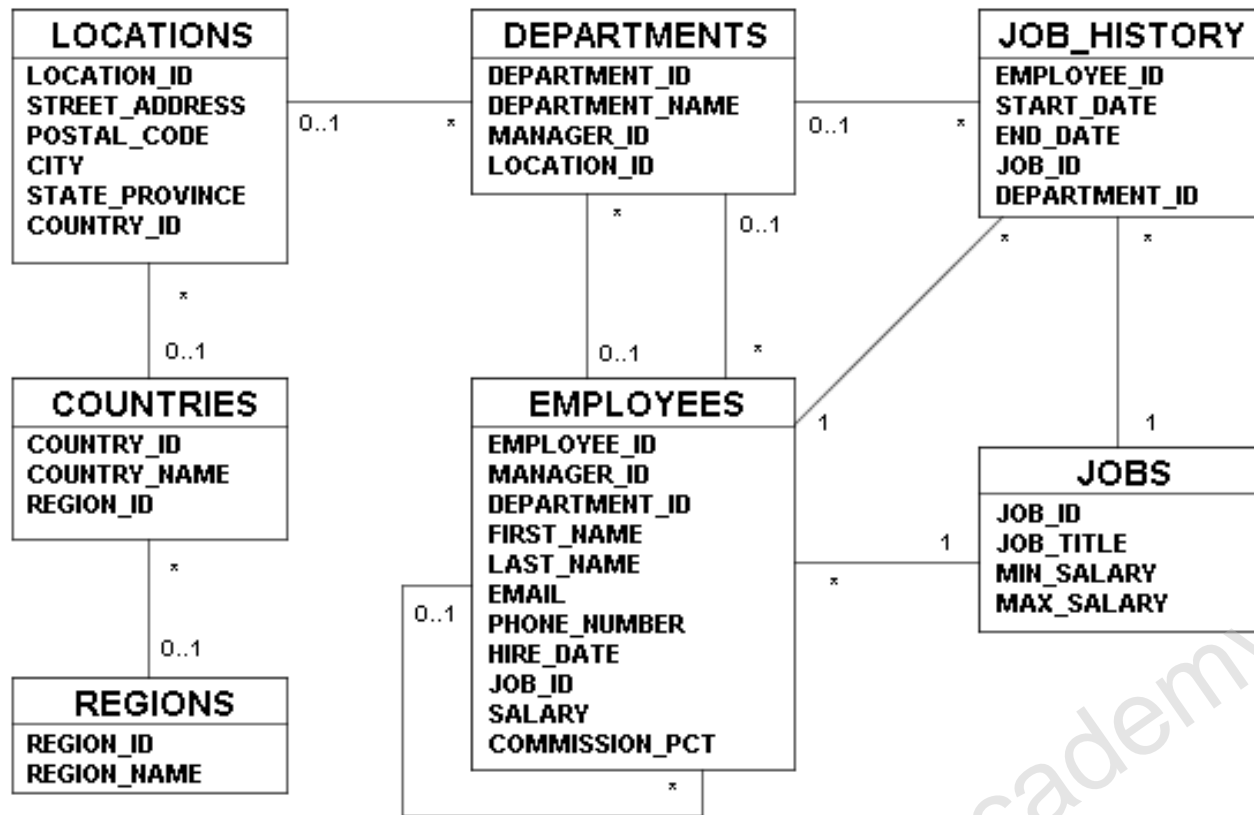 LOCATIONS
LOCATION_ID
STREET_ADDRESS
POSTAL_CODE
CITY
STATE_PROVINCE
COUNTRY_ID
0..1
*
DEPARTMENTS
DEPARTMENT_ID
DEPARTMENT_NAME
MANAGER_ID
LOCATION_ID
0..1
*
JOB_HISTORY
EMPLOYEE_ID
START_DATE
END_DATE
JOB_ID
DEPARTMENT_ID
*
0..1
*
0..1
0..1
*
*
1
*
1
COUNTRIES
COUNTRY_ID
COUNTRY_NAME
REGION_ID
*
0..1
EMPLOYEES
EMPLOYEE_ID
MANAGER_ID
DEPARTMENT_ID
FIRST_NAME
LAST_NAME
EMAIL
PHONE_NUMBER
HIRE_DATE
JOB_ID
SALARY
COMMISSION_PCT
0..1
*
1
*
JOBS
JOB_ID
JOB_TITLE
MIN_SALARY
MAX_SALARY
REGIONS
REGION_ID
REGION_NAME